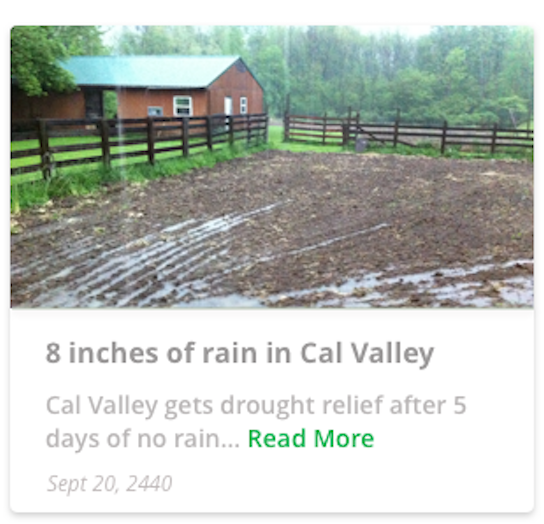 8 inches of rain in Cal Valley
Cal Valley gets drought relief after 5
days of no rain... Read More
Sept 20, 2440